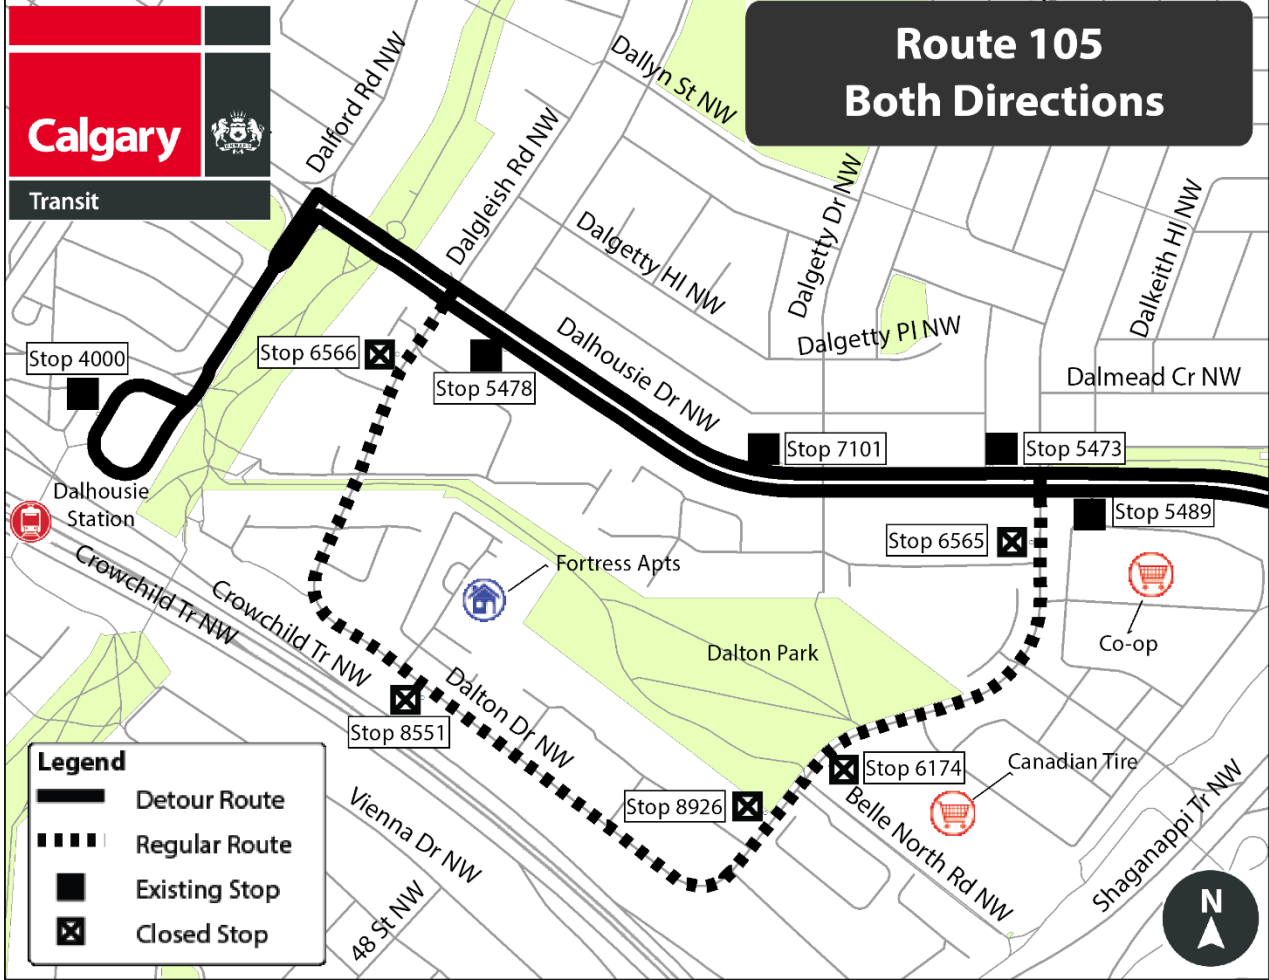 Route 105
Both Directions
Calgary
Transit
Dalford Rd NW
Dallyn St NW
Dalgleish Rd NW
Dalgetty Dr NW
Dalgetty Hl NW
Dalkeith Hl NW
Dalgetty Pl NW
Dalhousie Dr NW
Dalmead Cr NW
Stop 4000
Stop 6566
Stop 5478
Stop 7101
Stop 5473
Stop 5489
Stop 6565
Dalhousie
Station
Crowchild Tr NW
Crowchild Tr NW
Fortress Apts
Co-op
Dalton Park
Dalton Dr NW
Stop 8551
Stop 6174
Canadian Tire
Stop 8926
Belle North Rd NW
Shaganappi Tr NW
Vienna Dr NW
48 St NW
Legend
Detour Route
Regular Route
Existing Stop
Closed Stop
N